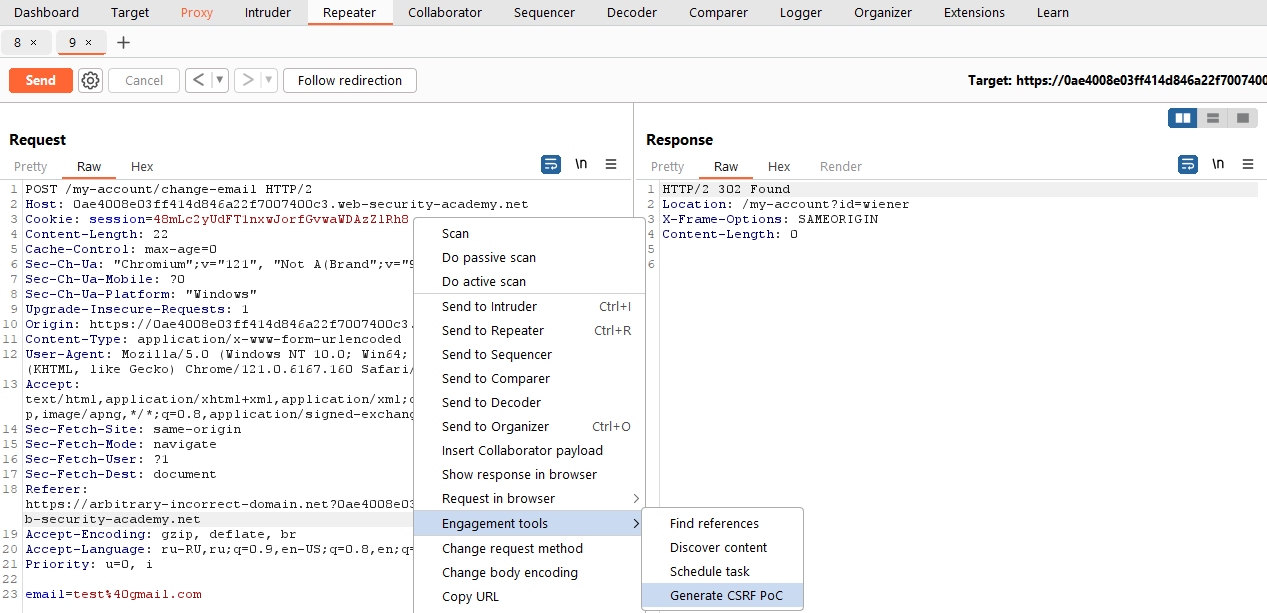 Dashboard Target Proxy Intruder Repeater Collaborator Sequencer Decoder Comparer Logger Organizer Extensions Learn
8 × 9 × +
Send Cancel < > Follow redirection Target: https://0ae4008e03ff414d846a22f7007400
Request
Pretty Raw Hex \n
1 POST /my-account/change-email HTTP/2
2 Host: 0ae4008e03ff414d846a22f7007400c3.web-security-academy.net
3 Cookie: session=48mLc2yUdFT1nxwJorfGvwaWDAzZlRh8
4 Content-Length: 22
5 Cache-Control: max-age=0
6 Sec-Ch-Ua: "Chromium";v="121", "Not A(Brand";v="9
7 Sec-Ch-Ua-Mobile: ?0
8 Sec-Ch-Ua-Platform: "Windows"
9 Upgrade-Insecure-Requests: 1
10 Origin: https://0ae4008e03ff414d846a22f7007400c3.
11 Content-Type: application/x-www-form-urlencoded
12 User-Agent: Mozilla/5.0 (Windows NT 10.0; Win64;
(KHTML, like Gecko) Chrome/121.0.6167.160 Safari/
13 Accept:
text/html,application/xhtml+xml,application/xml;q
p,image/apng,*/*;q=0.8,application/signed-exchang
14 Sec-Fetch-Site: same-origin
15 Sec-Fetch-Mode: navigate
16 Sec-Fetch-User: ?1
17 Sec-Fetch-Dest: document
18 Referer:
https://arbitrary-incorrect-domain.net?0ae4008e03
b-security-academy.net
19 Accept-Encoding: gzip, deflate, br
20 Accept-Language: ru-RU,ru;q=0.9,en-US;q=0.8,en;q=
21 Priority: u=0, i
22
23 email=test%40gmail.com
Scan
Do passive scan
Do active scan
Send to Intruder Ctrl+I
Send to Repeater Ctrl+R
Send to Sequencer
Send to Comparer
Send to Decoder
Send to Organizer Ctrl+O
Insert Collaborator payload
Show response in browser
Request in browser >
Engagement tools >
Change request method
Change body encoding
Copy URL
Find references
Discover content
Schedule task
Generate CSRF PoC
Response
Pretty Raw Hex Render \n
1 HTTP/2 302 Found
2 Location: /my-account?id=wiener
3 X-Frame-Options: SAMEORIGIN
4 Content-Length: 0
5
6